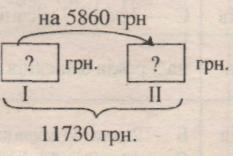 на 5860 грн
? грн. ? грн.
I II
11730 грн.